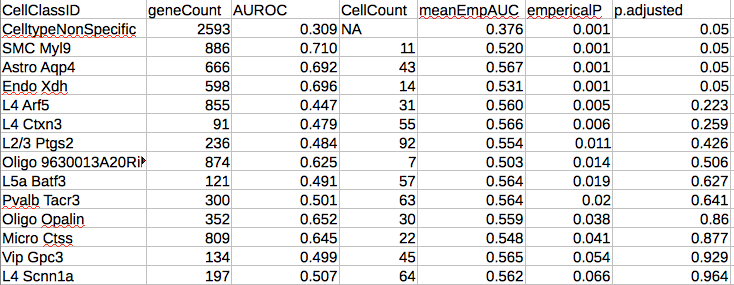 CellClassID geneCount AUROC CellCount meanEmpAUC empericalP p.adjusted
CelltypeNonSpecific 2593 0.309 NA 0.376 0.001 0.05
SMC Myl9 886 0.710 11 0.520 0.001 0.05
Astro Aqp4 666 0.692 43 0.567 0.001 0.05
Endo Xdh 598 0.696 14 0.531 0.001 0.05
L4 Arf5 855 0.447 31 0.560 0.005 0.223
L4 Ctxn3 91 0.479 55 0.566 0.006 0.259
L2/3 Ptgs2 236 0.484 92 0.554 0.011 0.426
Oligo 9630013A20Ri 874 0.625 7 0.503 0.014 0.506
L5a Batf3 121 0.491 57 0.564 0.019 0.627
Pvalb Tacr3 300 0.501 63 0.564 0.02 0.641
Oligo Opalin 352 0.652 30 0.559 0.038 0.86
Micro Ctss 809 0.645 22 0.548 0.041 0.877
Vip Gpc3 134 0.499 45 0.565 0.054 0.929
L4 Scnn1a 197 0.507 64 0.562 0.066 0.964